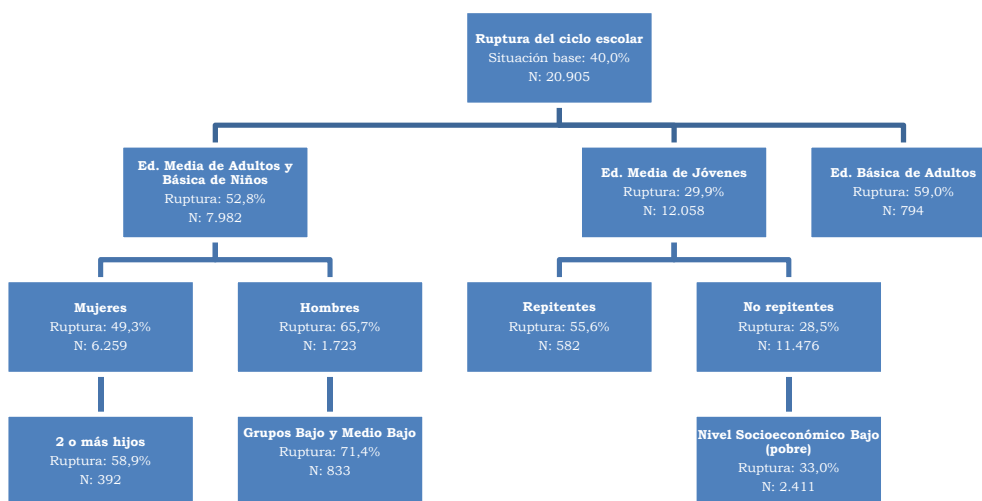 Ruptura del ciclo escolar
Situación base: 40,0%
N: 20.905
Ed. Media de Adultos y
Básica de Niños
Ruptura: 52,8%
N: 7.982
Ed. Media de Jóvenes
Ruptura: 29,9%
N: 12.058
Ed. Básica de Adultos
Ruptura: 59,0%
N: 794
Mujeres
Ruptura: 49,3%
N: 6.259
Hombres
Ruptura: 65,7%
N: 1.723
Repitentes
Ruptura: 55,6%
N: 582
No repitentes
Ruptura: 28,5%
N: 11.476
2 o más hijos
Ruptura: 58,9%
N: 392
Grupos Bajo y Medio Bajo
Ruptura: 71,4%
N: 833
Nivel Socioeconómico Bajo
(pobre)
Ruptura: 33,0%
N: 2.411